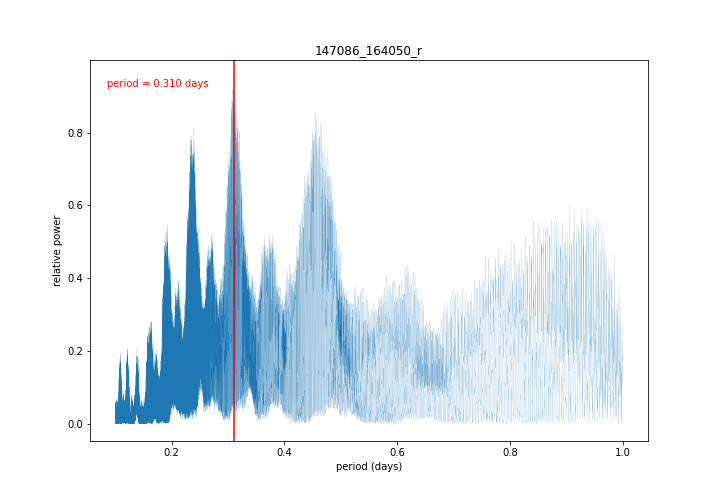 147086_164050_r
period = 0.310 days
relative power
0.8
0.6
0.4
0.2
0.0
0.2 0.4 0.6 0.8 1.0
period (days)